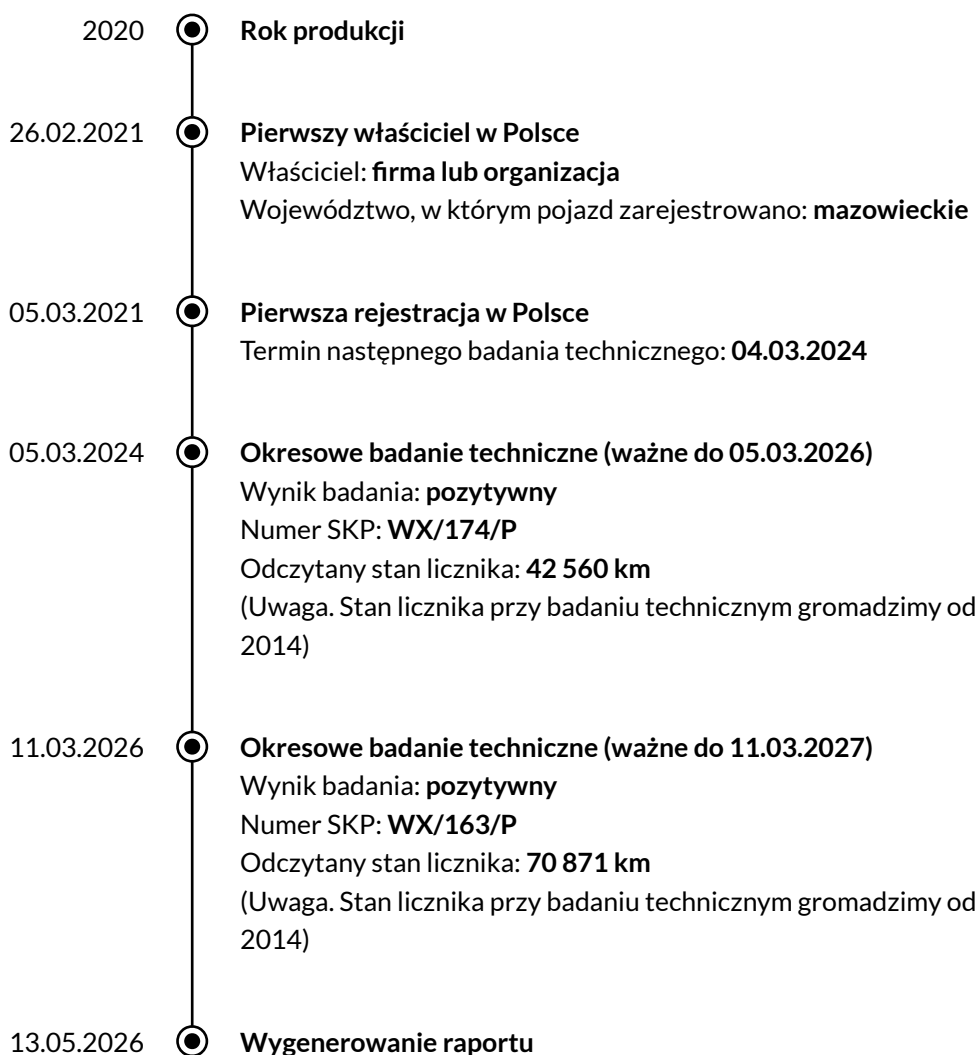 2020 Rok produkcji
26.02.2021 Pierwszy właściciel w Polsce
Właściciel: firma lub organizacja
Województwo, w którym pojazd zarejestrowano: mazowieckie
05.03.2021 Pierwsza rejestracja w Polsce
Termin następnego badania technicznego: 04.03.2024
05.03.2024 Okresowe badanie techniczne (ważne do 05.03.2026)
Wynik badania: pozytywny
Numer SKP: WX/174/P
Odczytany stan licznika: 42 560 km
(Uwaga. Stan licznika przy badaniu technicznym gromadzimy od
2014)
11.03.2026 Okresowe badanie techniczne (ważne do 11.03.2027)
Wynik badania: pozytywny
Numer SKP: WX/163/P
Odczytany stan licznika: 70 871 km
(Uwaga. Stan licznika przy badaniu technicznym gromadzimy od
2014)
13.05.2026 Wygenerowanie raportu